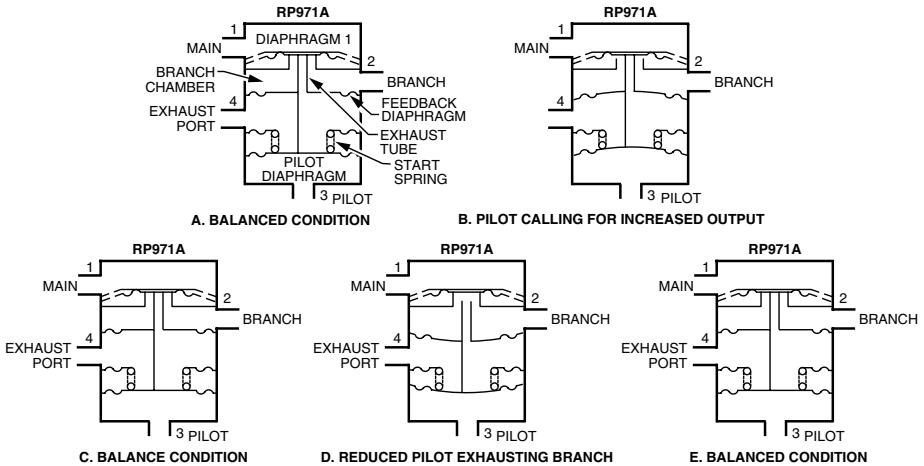 RP971A
1
MAIN
DIAPHRAGM 1
2
BRANCH
CHAMBER
BRANCH
4
EXHAUST
PORT
FEEDBACK
DIAPHRAGM
EXHAUST
TUBE
START
SPRING
PILOT
DIAPHRAGM
3 PILOT
A. BALANCED CONDITION
RP971A
1
MAIN
2
BRANCH
4
3 PILOT
B. PILOT CALLING FOR INCREASED OUTPUT
RP971A
1
MAIN
2
BRANCH
4
EXHAUST
PORT
3 PILOT
C. BALANCE CONDITION
RP971A
1
MAIN
2
BRANCH
4
EXHAUST
PORT
3 PILOT
D. REDUCED PILOT EXHAUSTING BRANCH
RP971A
1
MAIN
2
BRANCH
4
EXHAUST
PORT
3 PILOT
E. BALANCED CONDITION